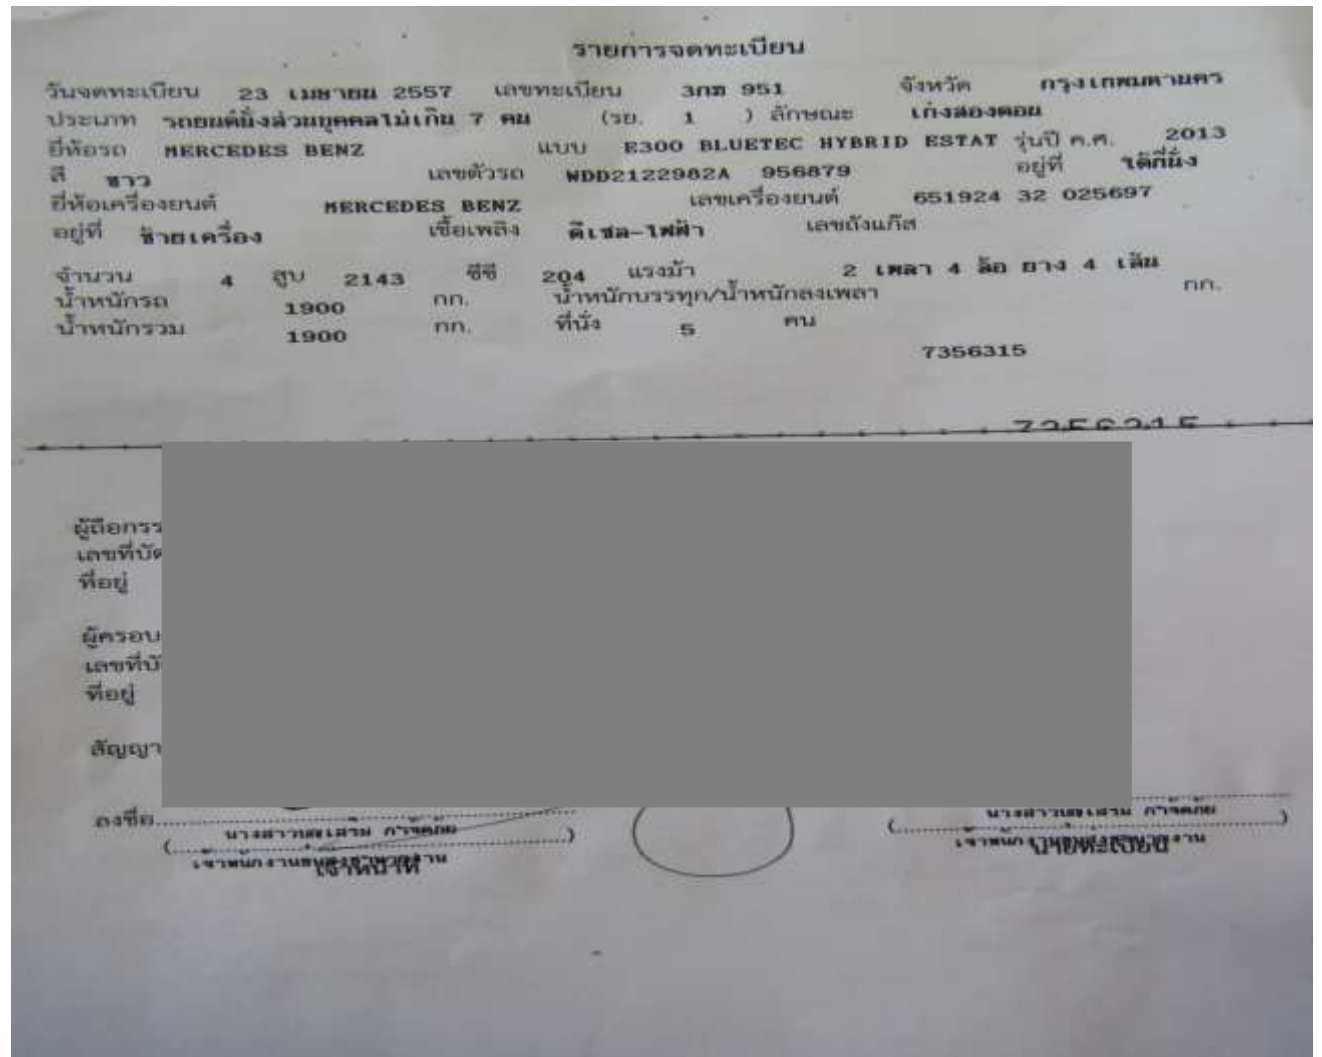 รายการจดทะเบียน
วันจดทะเบียน 23 เมษายน 2557 เลขทะเบียน 3กก 951 จังหวัด กรุงเทพมหานคร
ประเภท รถยนต์นั่งส่วนบุคคลไม่เกิน 7 คน (รย. 1 ) ลักษณะ เก๋งสองตอน
ยี่ห้อรถ MERCEDES BENZ แบบ E300 BLUETEC HYBRID ESTAT รุ่นปี ค.ศ. 2013
สี ขาว เลขตัวรถ WDD2122982A 956879 อยู่ที่ ใต้ที่นั่ง
ยี่ห้อเครื่องยนต์ MERCEDES BENZ เลขเครื่องยนต์ 651924 32 025697
อยู่ที่ ซ้ายเครื่อง เชื้อเพลิง ดีเซล-ไฟฟ้า เลขถังแก๊ส
จำนวน 4 สูบ 2143 ซีซี 204 แรงม้า 2 เพลา 4 ล้อ ยาง 4 เส้น
น้ำหนักรถ 1900 กก. น้ำหนักบรรทุก/น้ำหนักลงเพลา กก.
น้ำหนักรวม 1900 กก. ที่นั่ง 5 คน
7356315
7356315
ผู้ถือกรร
เลขที่บัต
ที่อยู่
ผู้ครอบ
เลขที่บั
ที่อยู่
สัญญา
ลงชื่อ
เจ้าหน้าที่ นายทะเบียน